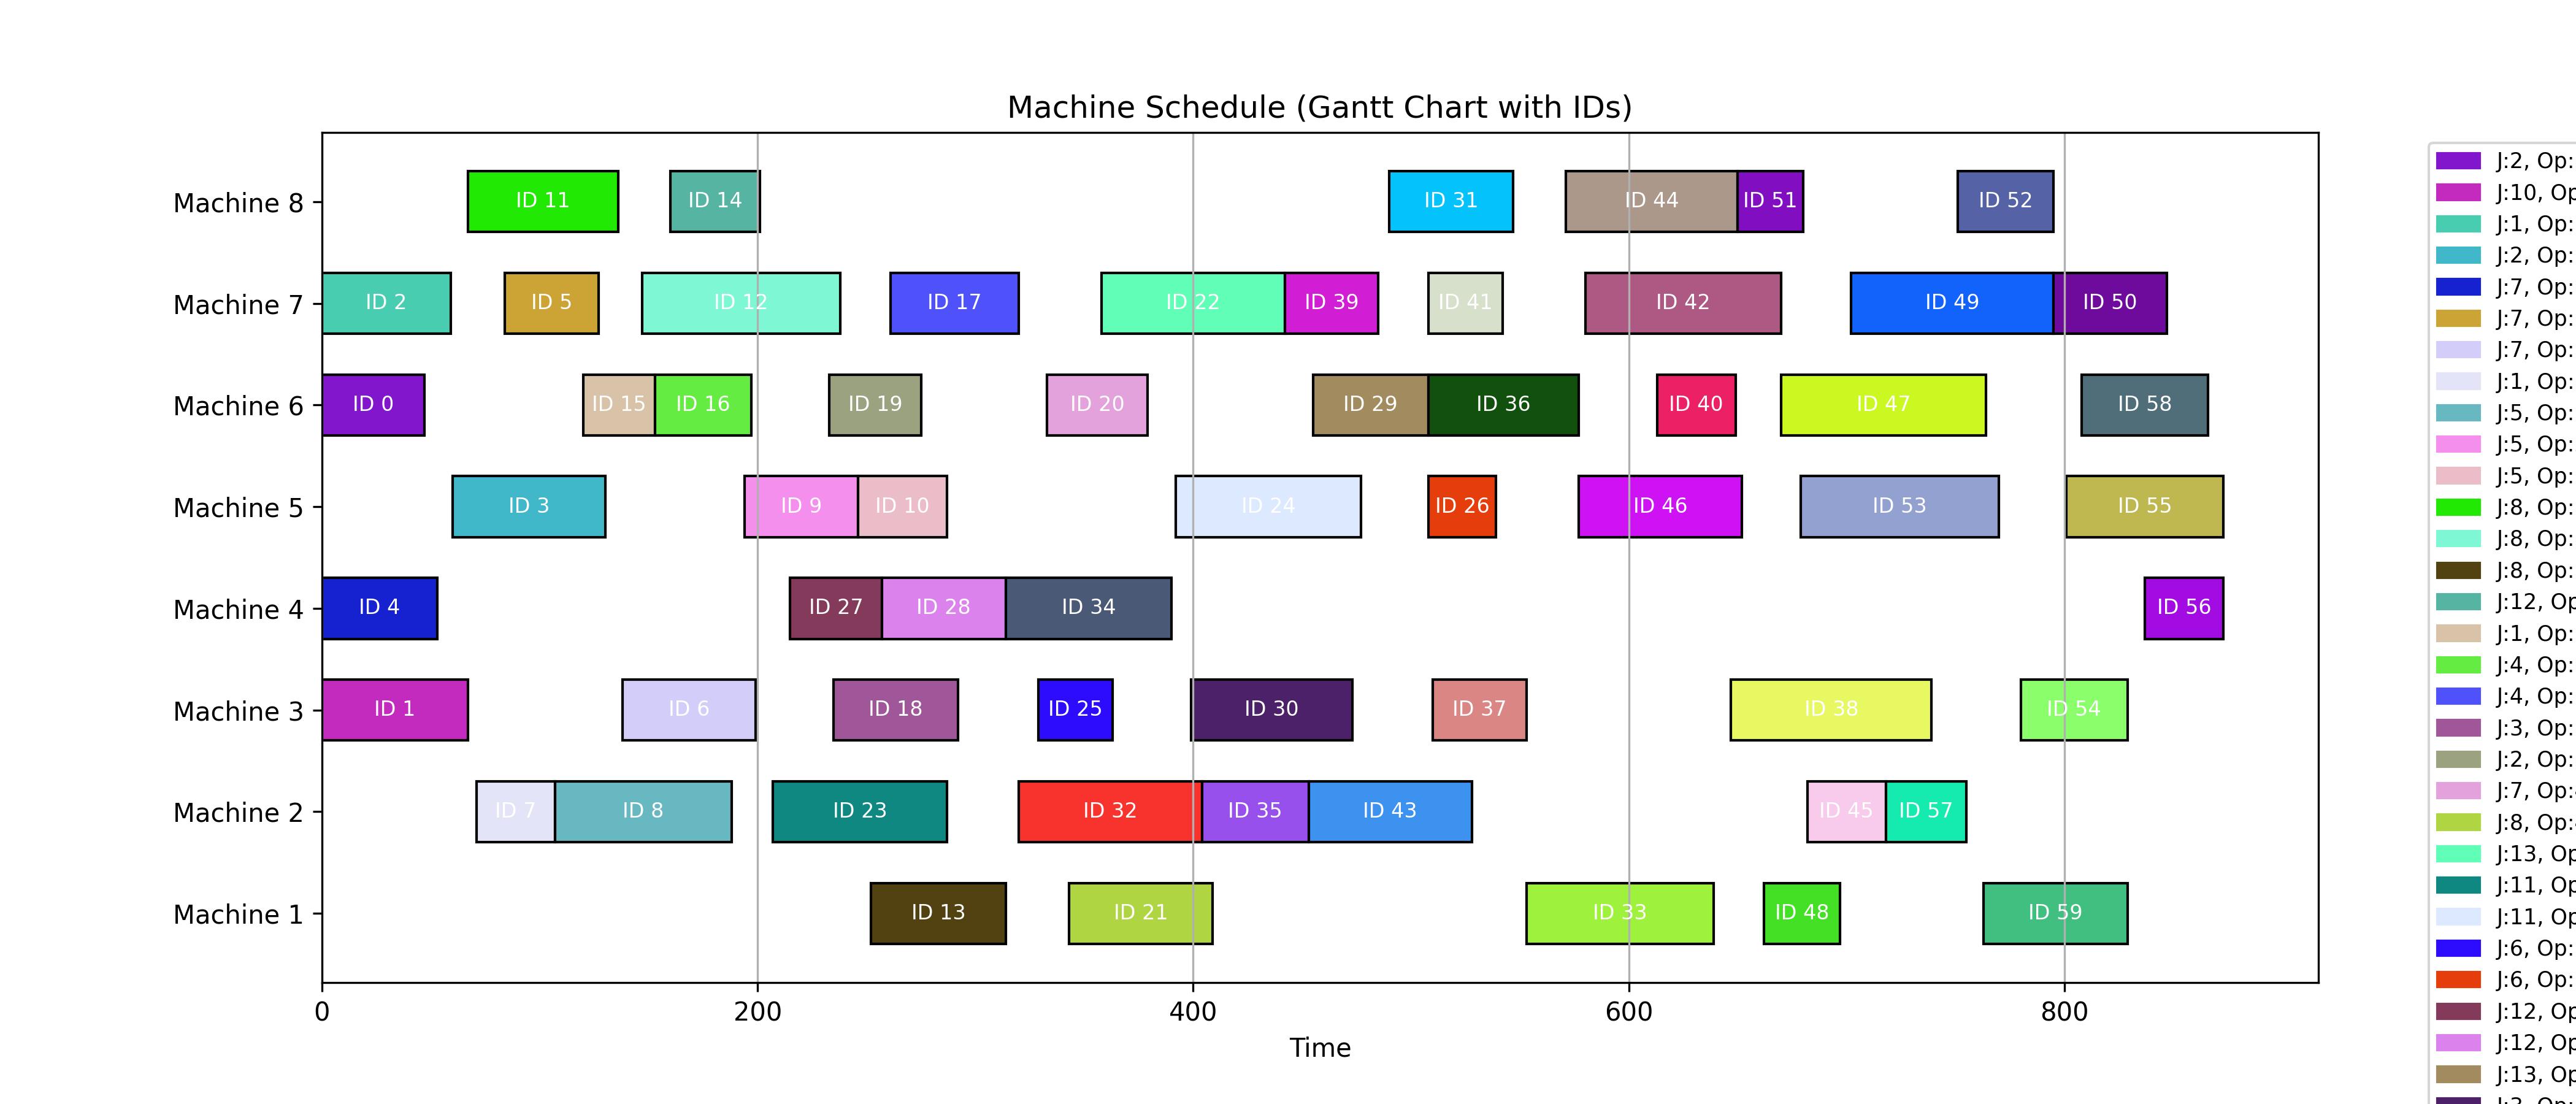 Machine Schedule (Gantt Chart with IDs)
Machine 8
ID 11
ID 14
ID 31
ID 44
ID 51
ID 52
Machine 7
ID 2
ID 5
ID 12
ID 17
ID 22
ID 39
ID 41
ID 42
ID 49
ID 50
Machine 6
ID 0
ID 15
ID 16
ID 19
ID 20
ID 29
ID 36
ID 40
ID 47
ID 58
Machine 5
ID 3
ID 9
ID 10
ID 24
ID 26
ID 46
ID 53
ID 55
Machine 4
ID 4
ID 27
ID 28
ID 34
ID 56
Machine 3
ID 1
ID 6
ID 18
ID 25
ID 30
ID 37
ID 38
ID 54
Machine 2
ID 7
ID 8
ID 23
ID 32
ID 35
ID 43
ID 45
ID 57
Machine 1
ID 13
ID 21
ID 33
ID 48
ID 59
0
200
400
600
800
Time
J:2, Op:
J:10, Op
J:1, Op:
J:2, Op:
J:7, Op:
J:7, Op:
J:7, Op:
J:1, Op:
J:5, Op:
J:5, Op:
J:5, Op:
J:8, Op:
J:8, Op:
J:8, Op:
J:12, Op
J:1, Op:
J:4, Op:
J:4, Op:
J:3, Op:
J:2, Op:
J:7, Op:
J:8, Op:
J:13, Op
J:11, Op
J:11, Op
J:6, Op:
J:6, Op:
J:12, Op
J:12, Op
J:13, Op